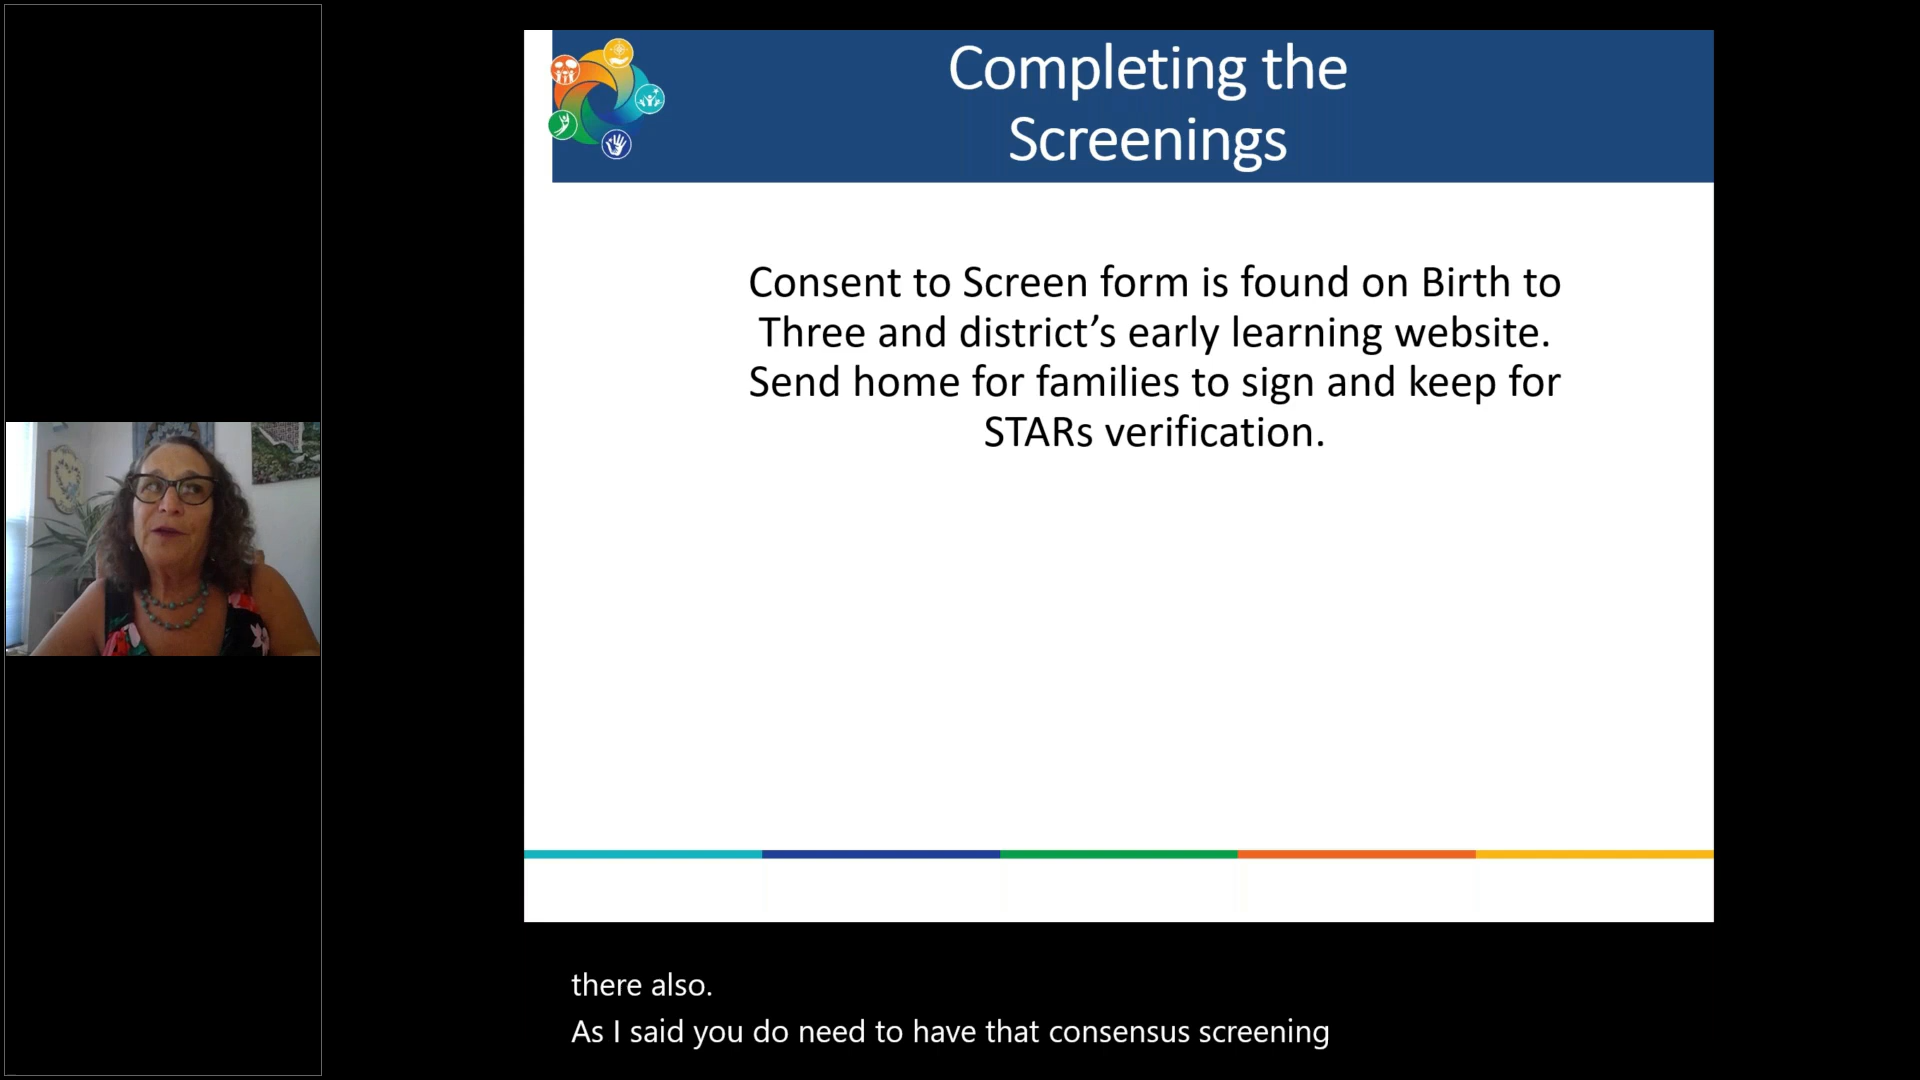 Completing the
Screenings
Consent to Screen form is found on Birth to
Three and district’s early learning website.
Send home for families to sign and keep for
STARs verification.
there also.
As I said you do need to have that consensus screening